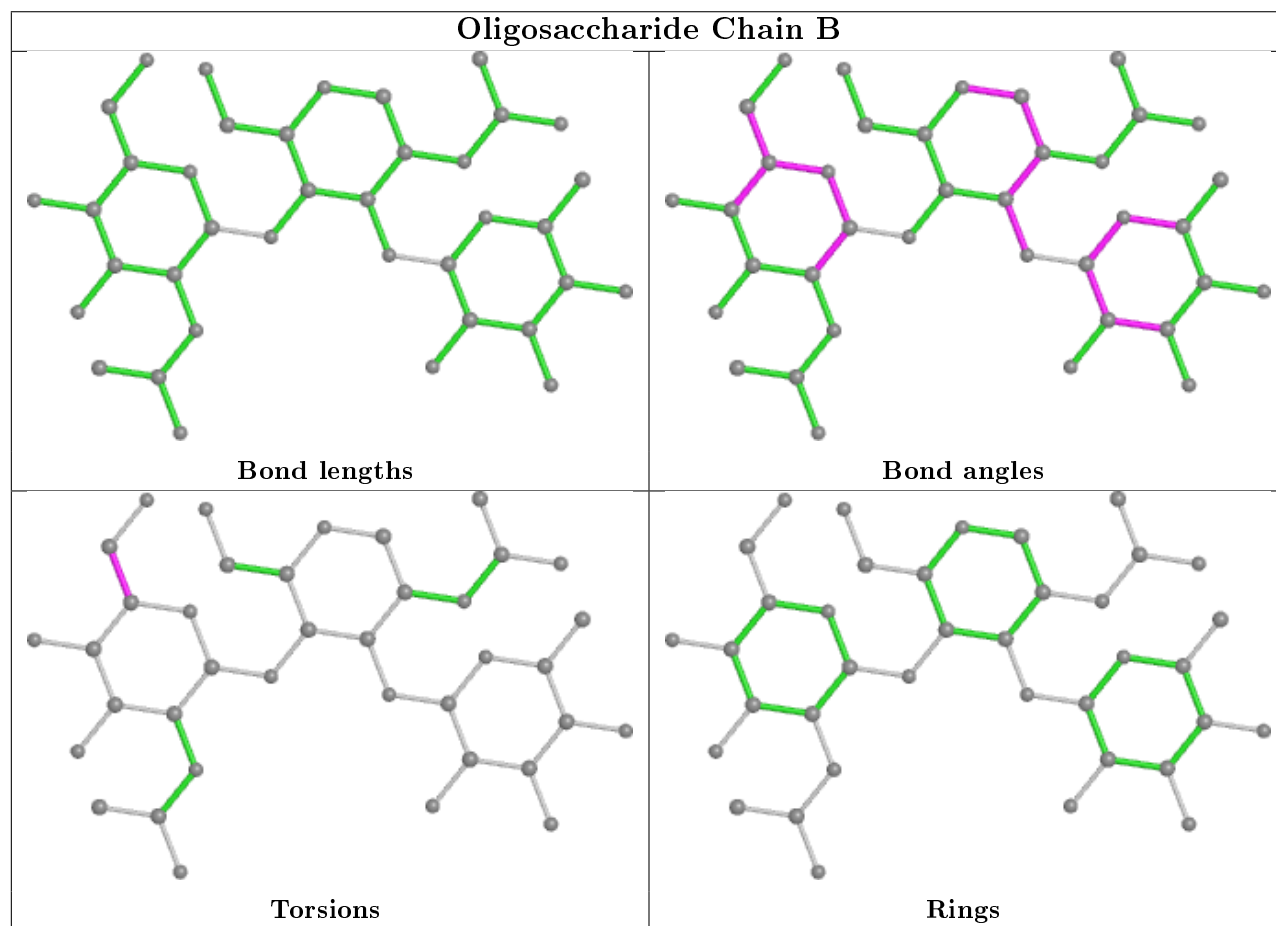 Oligosaccharide Chain B
Bond lengths
Bond angles
Torsions
Rings